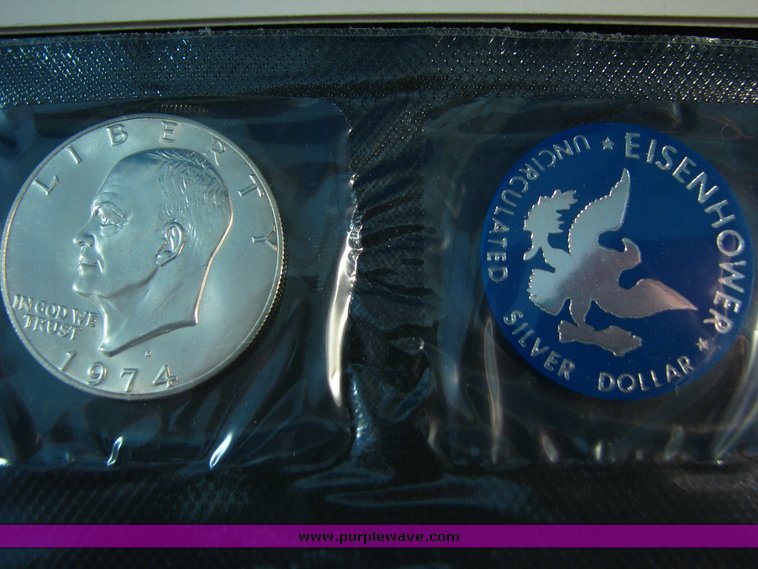 LIBERTY
IN GOD WE
TRUST
S
1974
EISENHOWER
UNCIRCULATED
SILVER DOLLAR
www.purplewave.com